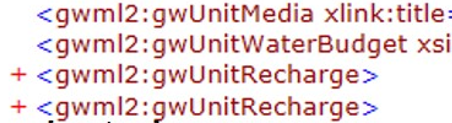 <gwml2:gwUnitMedia xlink:title=
<gwml2:gwUnitWaterBudget xsi
+ <gwml2:gwUnitRecharge>
+ <gwml2:gwUnitRecharge>